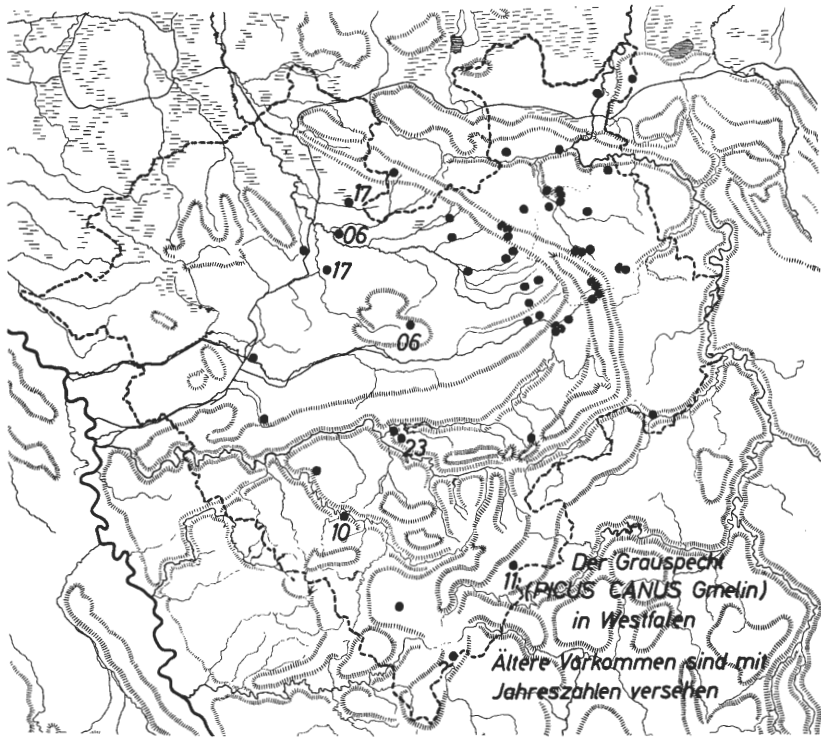 17
06
17
06
23
10
11
Der Grauspecht
(PICUS CANUS Gmelin)
in Westfalen
Ältere Vorkommen sind mit
Jahreszahlen versehen